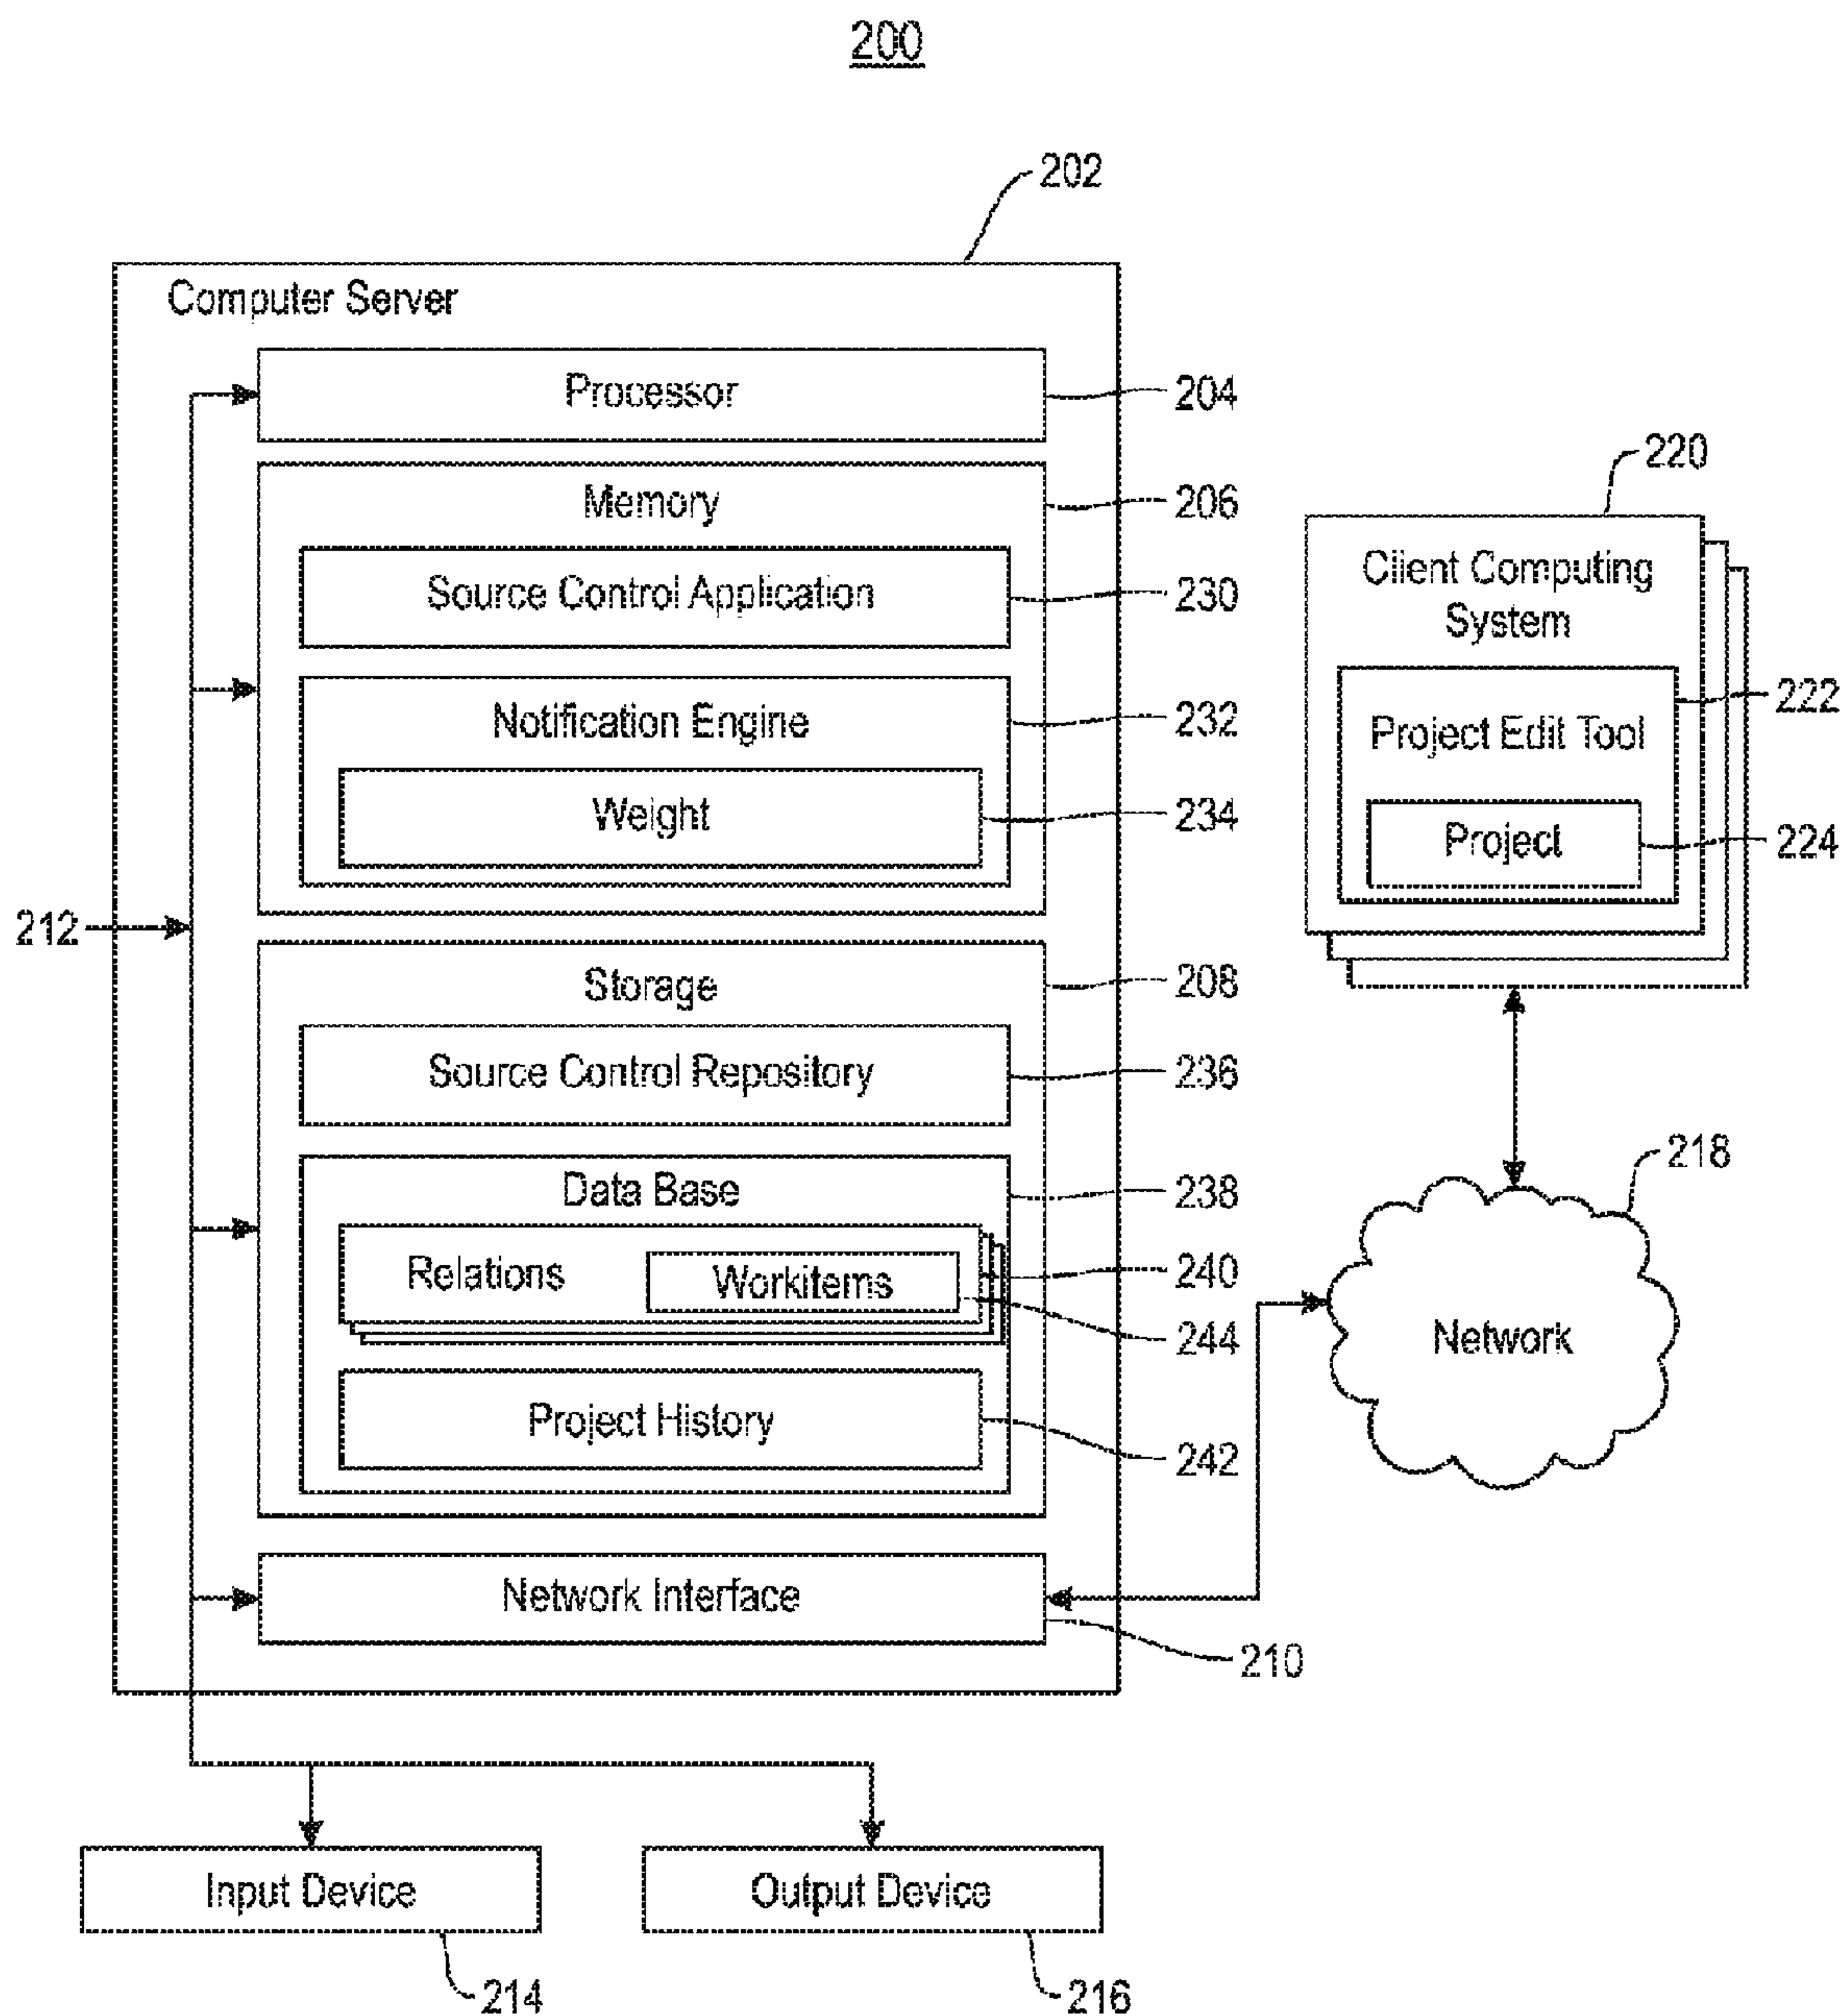 200
202
Computer Server
Processor
204
Memory
206
Source Control Application
230
Notification Engine
232
Weight
234
212
Storage
208
Source Control Repository
236
Data Base
238
Relations
Workitems
240
244
Project History
242
Network Interface
210
Input Device
214
Output Device
216
220
Client Computing
System
222
Project Edit Tool
Project
224
218
Network